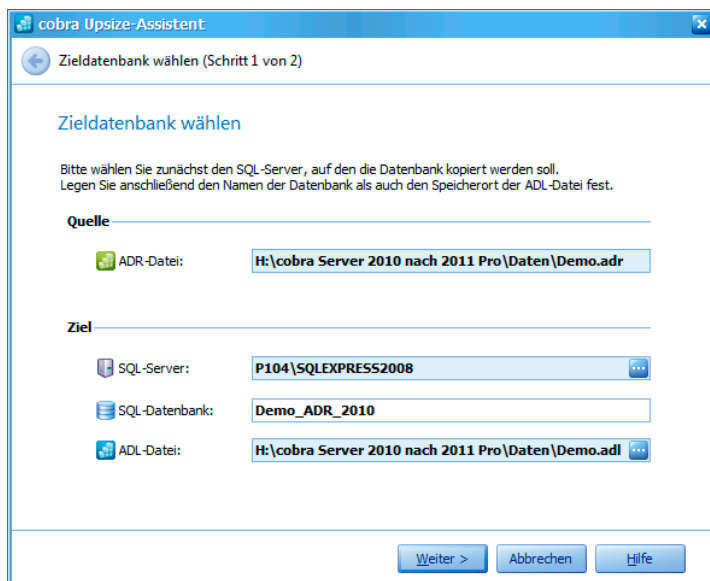 cobra Upsize-Assistent
Zieldatenbank wählen (Schritt 1 von 2)
Zieldatenbank wählen
Bitte wählen Sie zunächst den SQL-Server, auf den die Datenbank kopiert werden soll.
Legen Sie anschließend den Namen der Datenbank als auch den Speicherort der ADL-Datei fest.
Quelle
ADR-Datei: H:\cobra Server 2010 nach 2011 Pro\Daten\Demo.adr
Ziel
SQL-Server: P104\SQLEXPRESS2008
SQL-Datenbank: Demo_ADR_2010
ADL-Datei: H:\cobra Server 2010 nach 2011 Pro\Daten\Demo.adl
Weiter > Abbrechen Hilfe